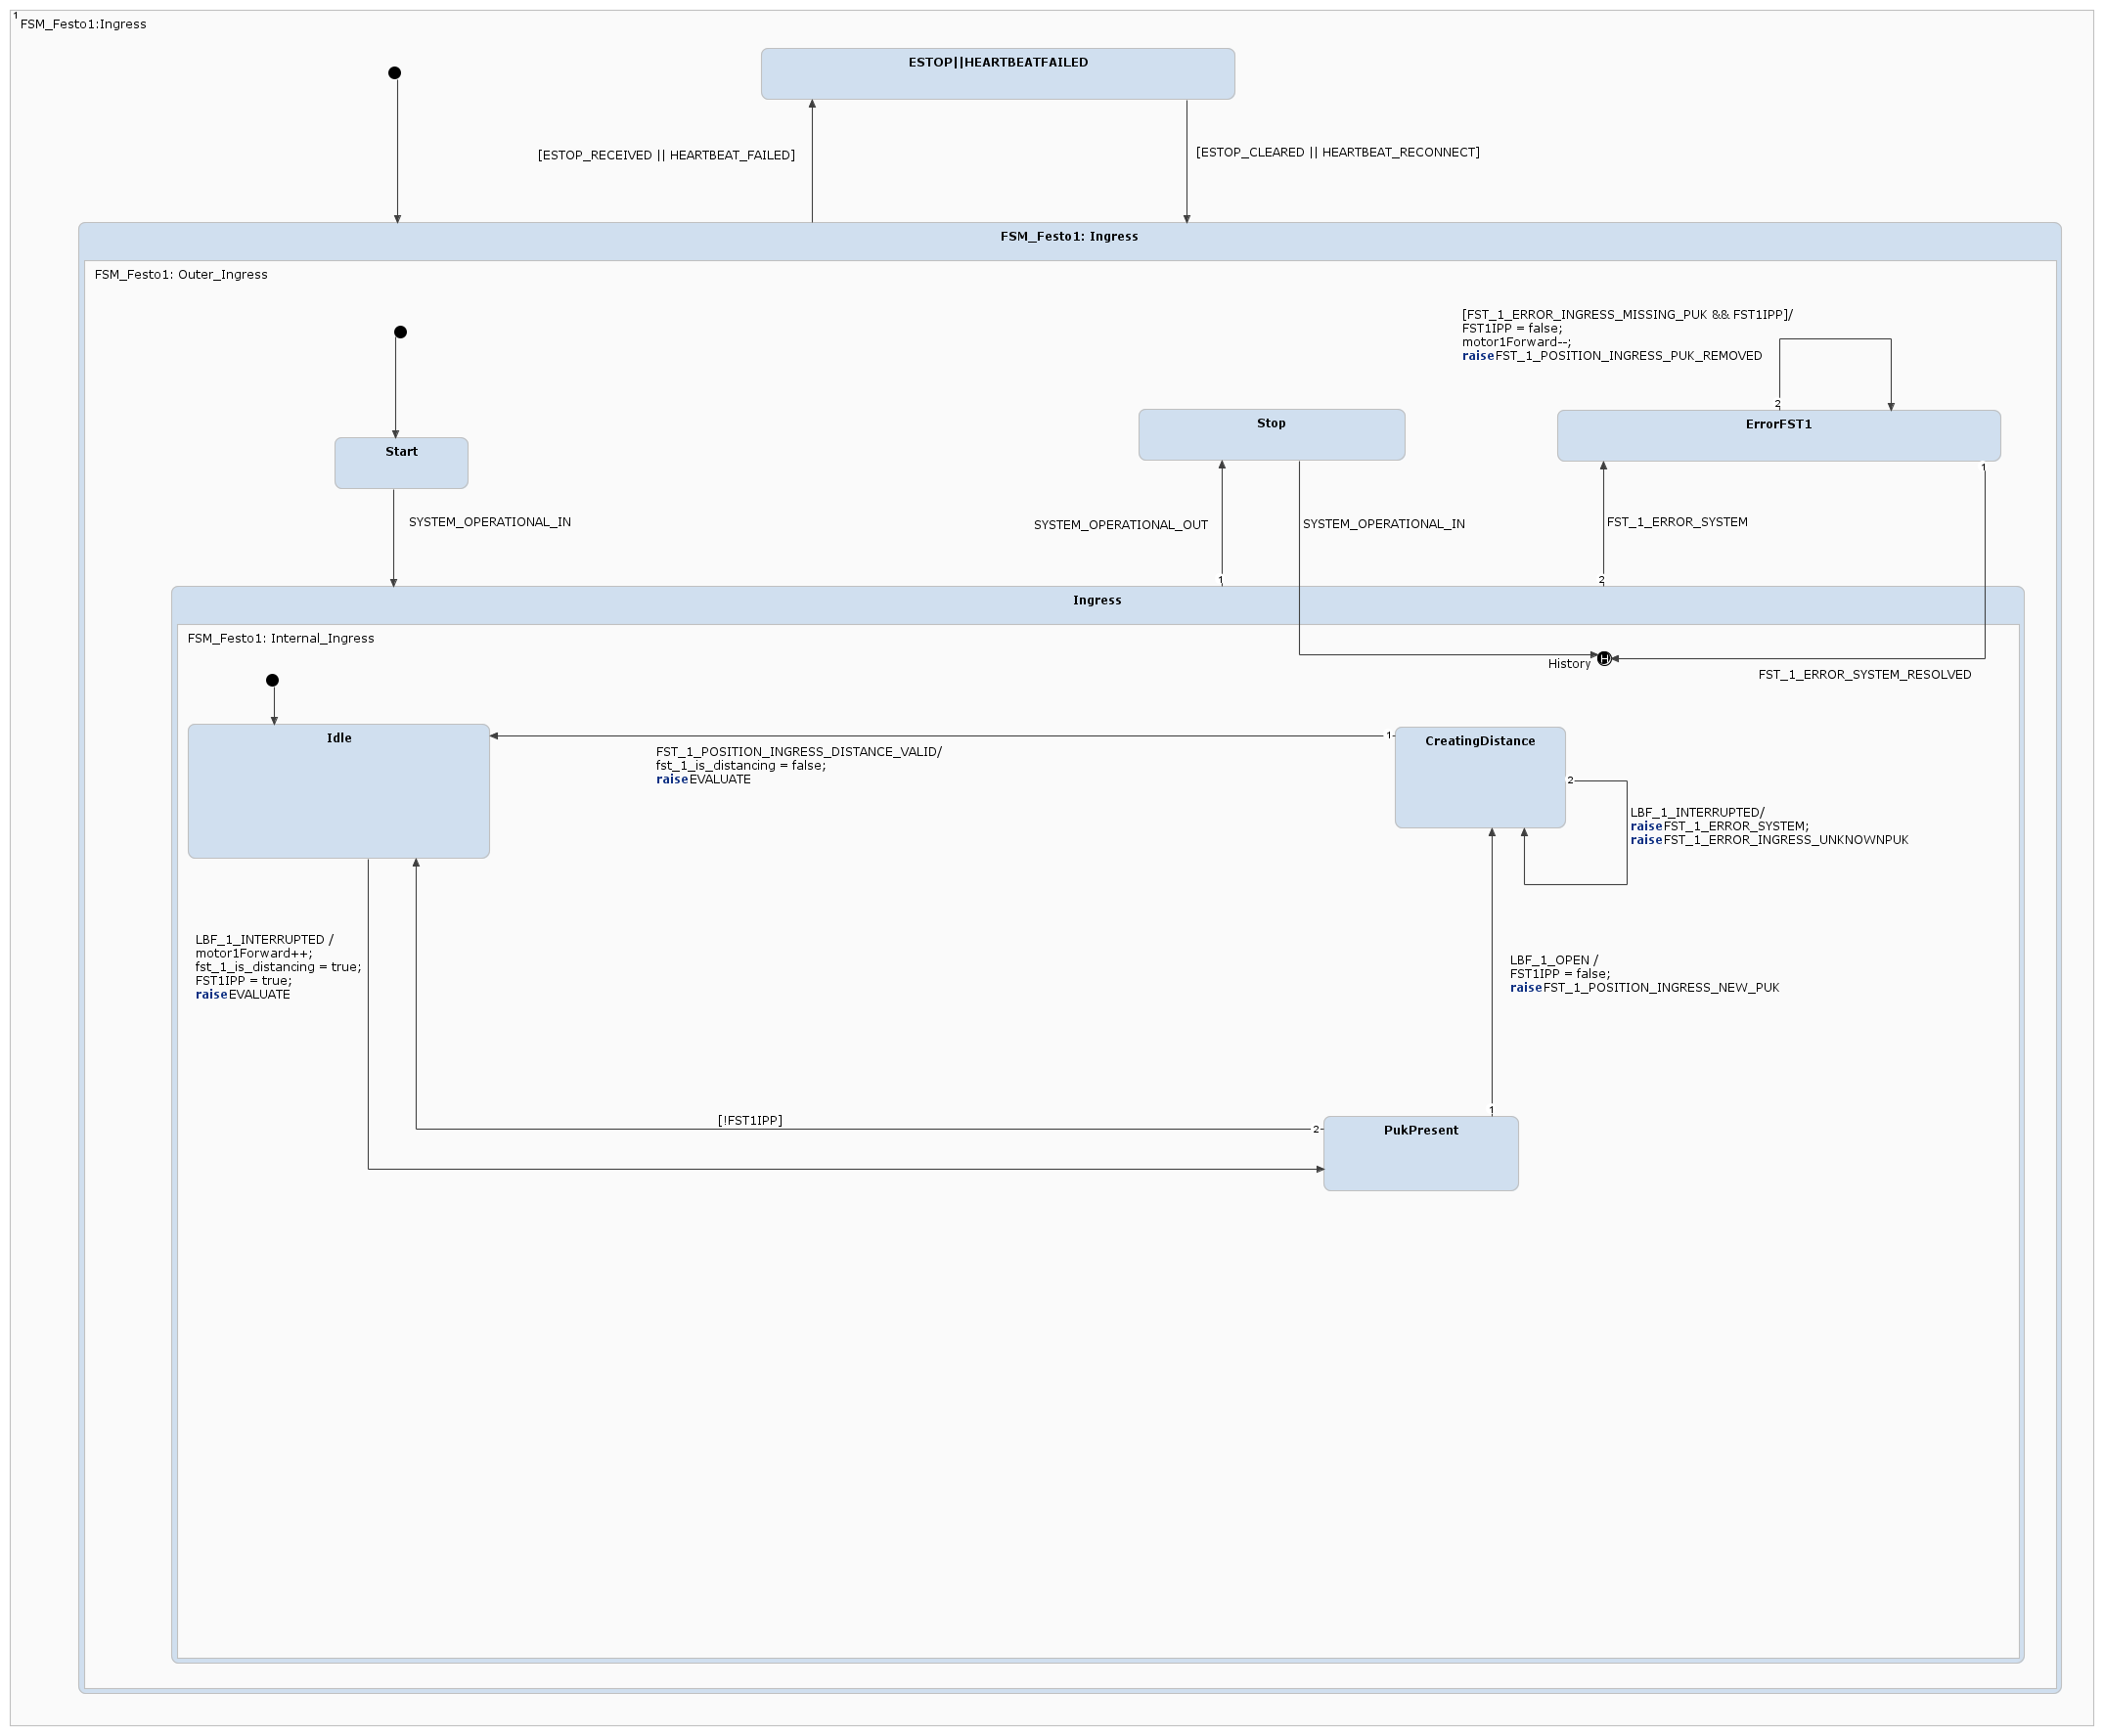 1
FSM_Festo1:Ingress
ESTOP||HEARTBEATFAILED
[ESTOP_RECEIVED || HEARTBEAT_FAILED]
[ESTOP_CLEARED || HEARTBEAT_RECONNECT]
FSM_Festo1: Ingress
FSM_Festo1: Outer_Ingress
[FST_1_ERROR_INGRESS_MISSING_PUK && FST1IPP]/
FST1IPP = false;
motor1Forward--;
raise FST_1_POSITION_INGRESS_PUK_REMOVED
2
Start
Stop
ErrorFST1
1
SYSTEM_OPERATIONAL_IN
SYSTEM_OPERATIONAL_OUT
SYSTEM_OPERATIONAL_IN
FST_1_ERROR_SYSTEM
1
2
Ingress
FSM_Festo1: Internal_Ingress
History
H
FST_1_ERROR_SYSTEM_RESOLVED
Idle
1
CreatingDistance
FST_1_POSITION_INGRESS_DISTANCE_VALID/
fst_1_is_distancing = false;
raise EVALUATE
2
LBF_1_INTERRUPTED/
raise FST_1_ERROR_SYSTEM;
raise FST_1_ERROR_INGRESS_UNKNOWNPUK
LBF_1_INTERRUPTED /
motor1Forward++;
fst_1_is_distancing = true;
FST1IPP = true;
raise EVALUATE
LBF_1_OPEN /
FST1IPP = false;
raise FST_1_POSITION_INGRESS_NEW_PUK
1
[!FST1IPP]
2
PukPresent